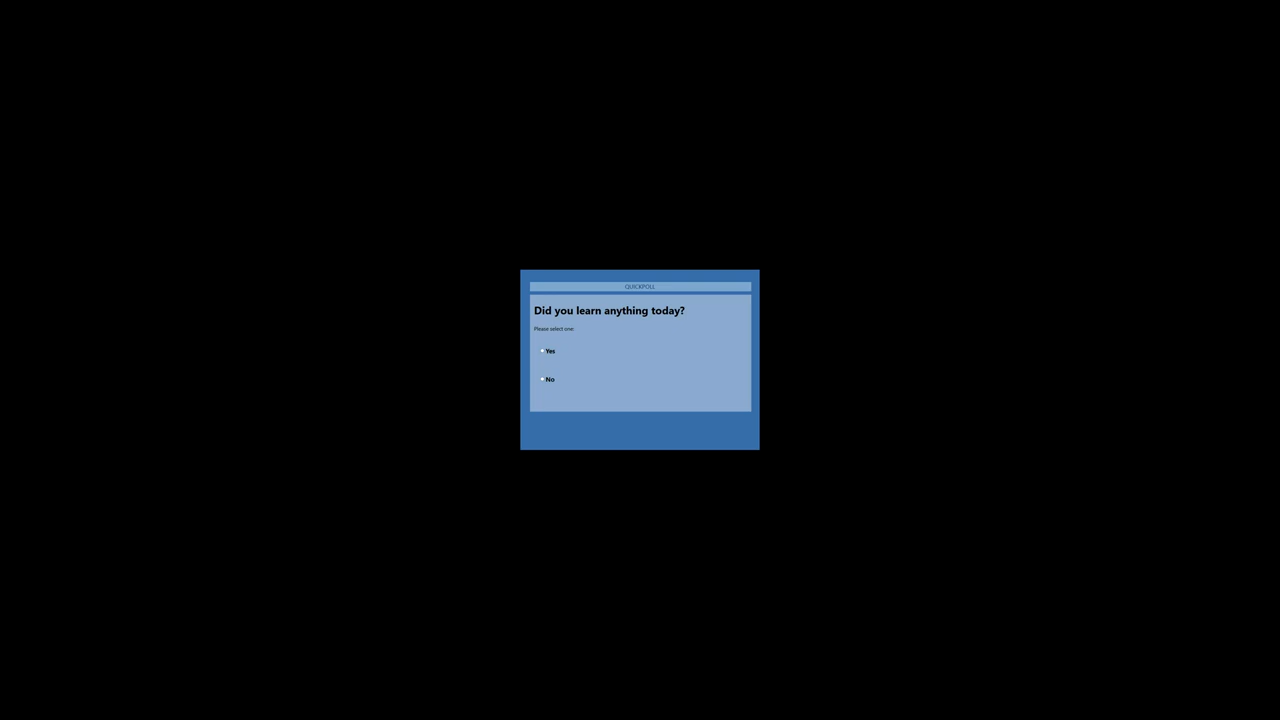 QUICKPOLL
Did you learn anything today?
Please select one:
Yes
No